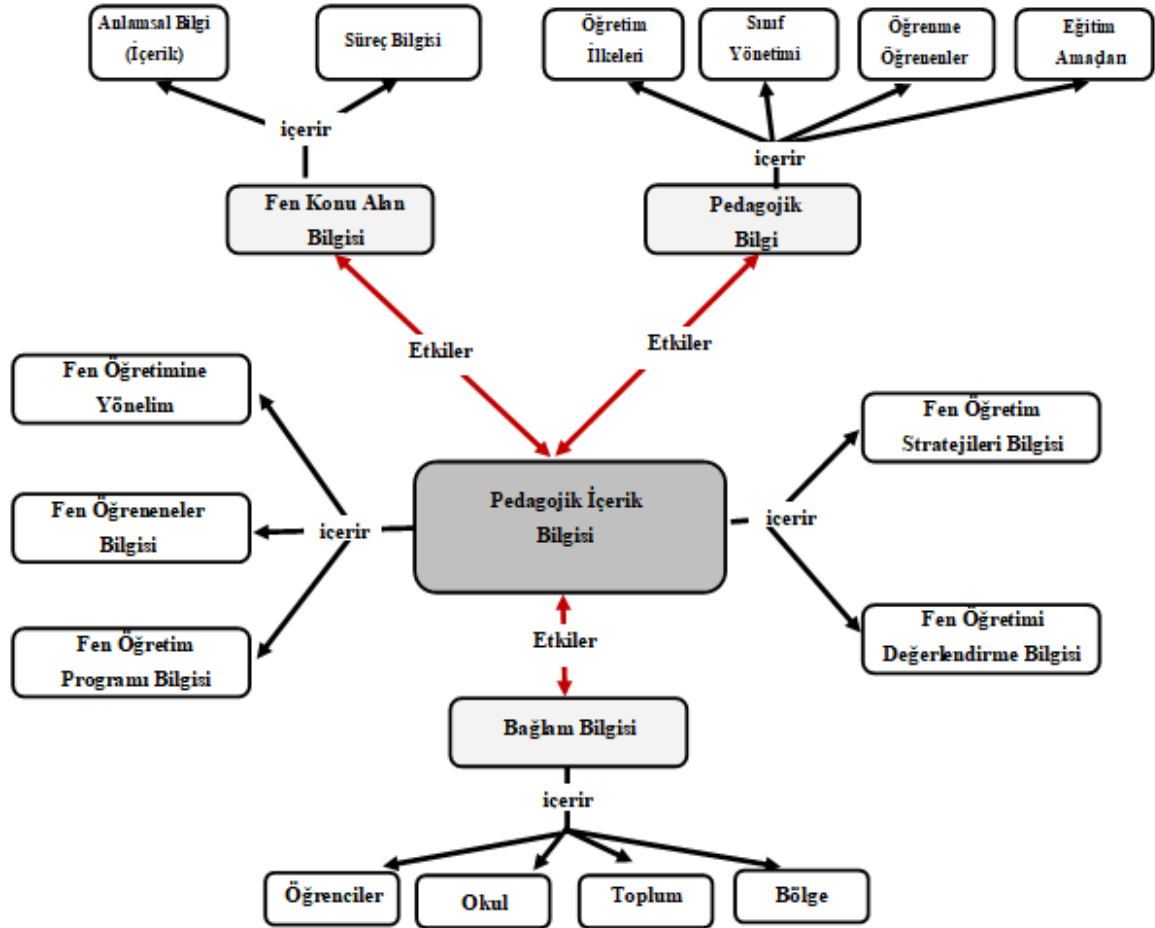 Anlamsal Bilgi
(İçerik)
Süreç Bilgisi
Öğretim
İlkeleri
Sınıf
Yönetimi
Öğrenme
Öğrenenler
Eğitim
Amaçları
içerir
içerir
Fen Konu Alan
Bilgisi
Pedagojik
Bilgi
Etkiler
Etkiler
Fen Öğretimine
Yönelim
Fen Öğretim
Stratejileri Bilgisi
Pedagojik İçerik
Bilgisi
Fen Öğreneneler
Bilgisi
içerir
içerir
Fen Öğretim
Programı Bilgisi
Fen Öğretimi
Değerlendirme Bilgisi
Etkiler
Bağlam Bilgisi
içerir
Öğrenciler
Okul
Toplum
Bölge